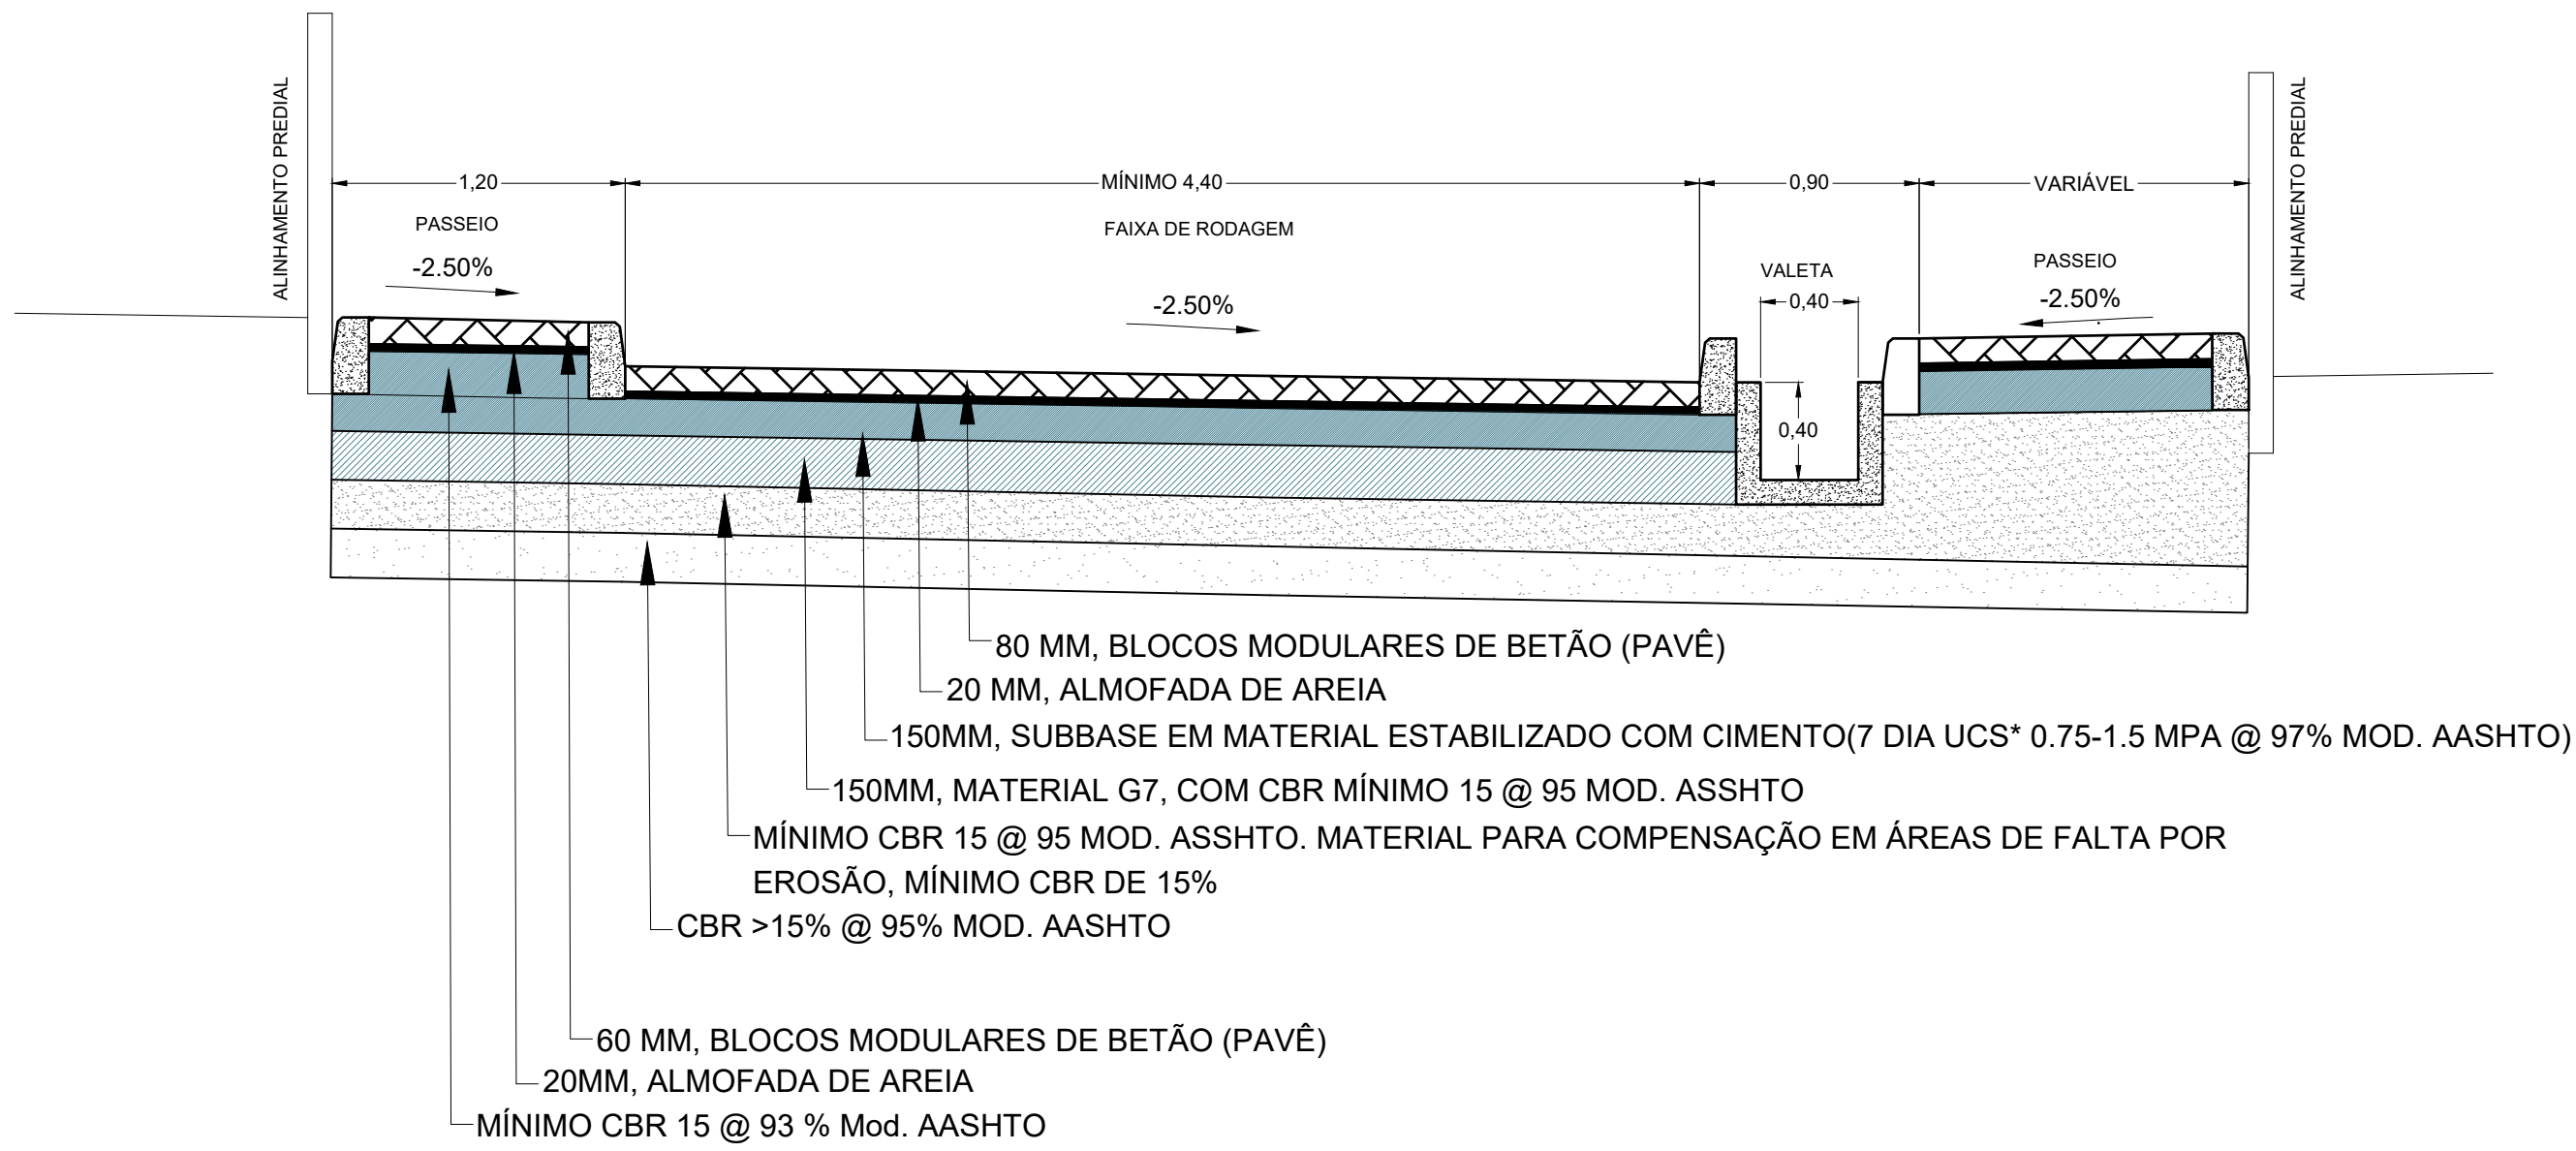 ALINHAMENTO PREDIAL
ALINHAMENTO PREDIAL
1,20
MÍNIMO 4,40
0,90
VARIÁVEL
PASSEIO
FAIXA DE RODAGEM
-2.50%
-2.50%
VALETA
0,40
PASSEIO
-2.50%
0,40
80 MM, BLOCOS MODULARES DE BETÃO (PAVÊ)
20 MM, ALMOFADA DE AREIA
150MM, SUBBASE EM MATERIAL ESTABILIZADO COM CIMENTO(7 DIA UCS* 0.75-1.5 MPA @ 97% MOD. AASHTO)
150MM, MATERIAL G7, COM CBR MÍNIMO 15 @ 95 MOD. ASSHTO
MÍNIMO CBR 15 @ 95 MOD. ASSHTO. MATERIAL PARA COMPENSAÇÃO EM ÁREAS DE FALTA POR
EROSÃO, MÍNIMO CBR DE 15%
CBR >15% @ 95% MOD. AASHTO
60 MM, BLOCOS MODULARES DE BETÃO (PAVÊ)
20MM, ALMOFADA DE AREIA
MÍNIMO CBR 15 @ 93 % Mod. AASHTO